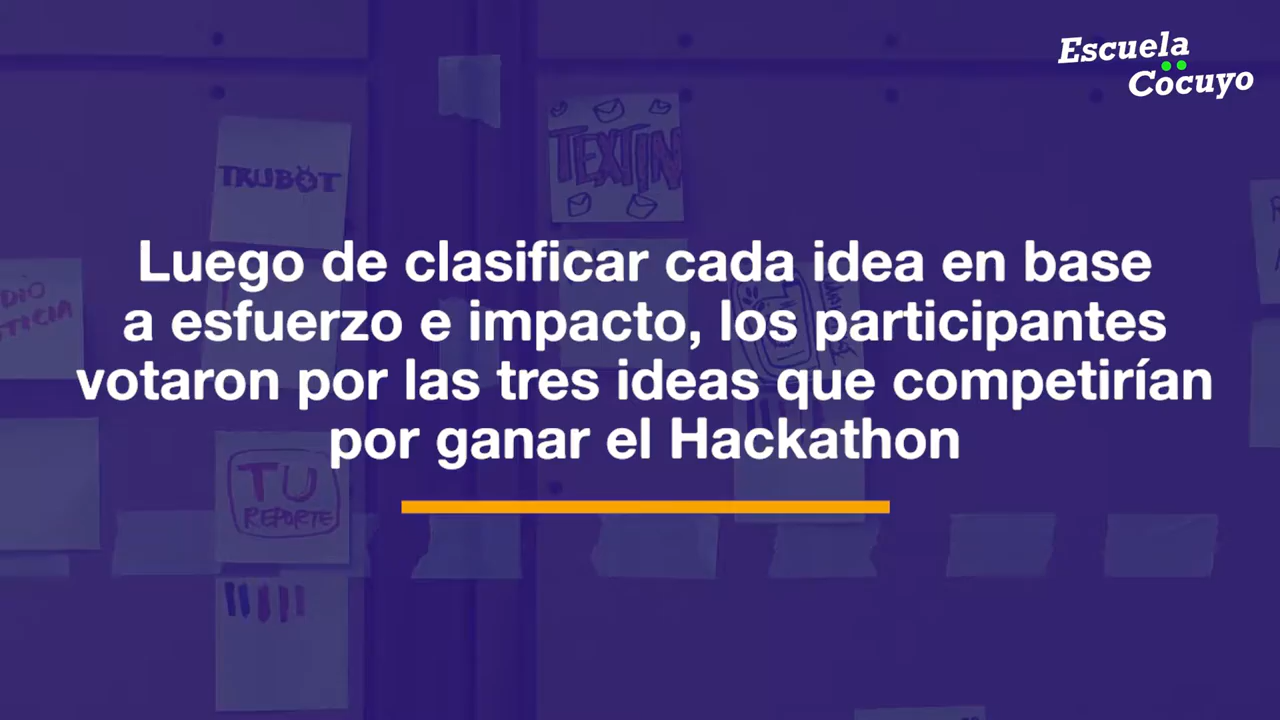 Escuela
Cocuyo
TRUBOT
TEXTIN
Luego de clasificar cada idea en base
a esfuerzo e impacto, los participantes
votaron por las tres ideas que competirían
por ganar el Hackathon
TU
REPORTE